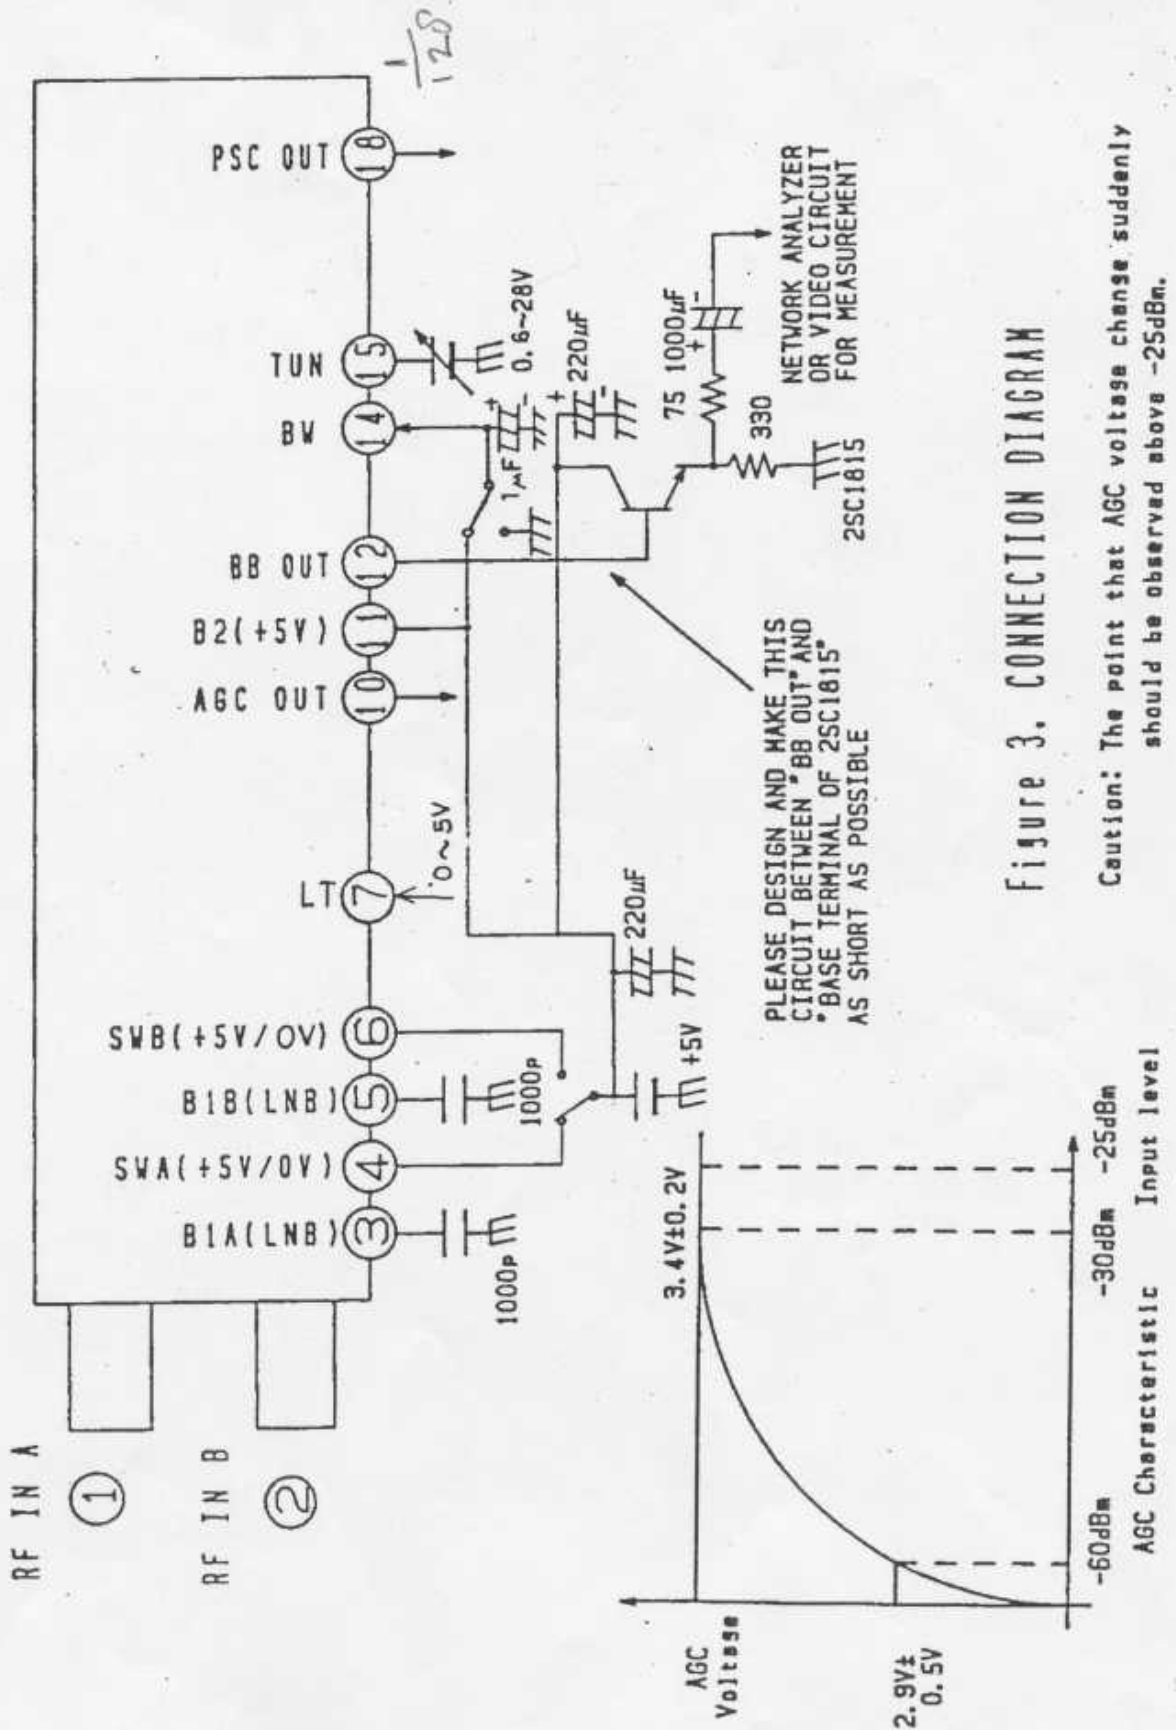 RF IN A
1
RF IN B
2
B1A(LNB)
3
SWA(+5V/0V)
4
B1B(LNB)
5
SWB(+5V/0V)
6
LT
7
AGC OUT
10
B2(+5V)
11
BB OUT
12
BW
14
TUN
15
PSC OUT
18
1
128
1000p
1000p
0~5V
+5V
220μF
1μF
0.6~28V
220μF
75
1000μF
330
2SC1815
+
-
+
-
+
-
NETWORK ANALYZER
OR VIDEO CIRCUIT
FOR MEASUREMENT
PLEASE DESIGN AND MAKE THIS
CIRCUIT BETWEEN "BB OUT" AND
"BASE TERMINAL OF 2SC1815"
AS SHORT AS POSSIBLE
AGC
Voltage
3.4V±0.2V
2.9V±
0.5V
-60dBm
-30dBm
-25dBm
AGC Characteristic
Input level
Figure 3. CONNECTION DIAGRAM
Caution: The point that AGC voltage change suddenly
should be observed above -25dBm.